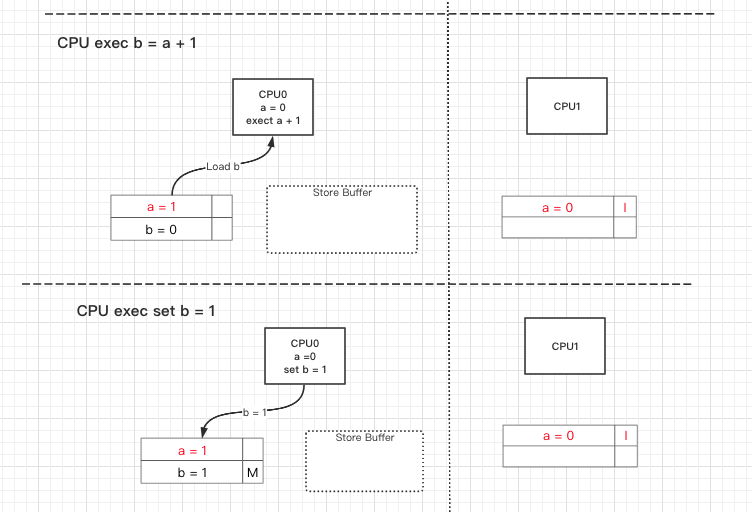 CPU exec b = a + 1
CPU0
a = 0
exect a + 1
CPU1
Load b
a = 1
b = 0
Store Buffer
a = 0 I
CPU exec set b = 1
CPU0
a =0
set b = 1
CPU1
b = 1
a = 1
b = 1 M
Store Buffer
a = 0 I